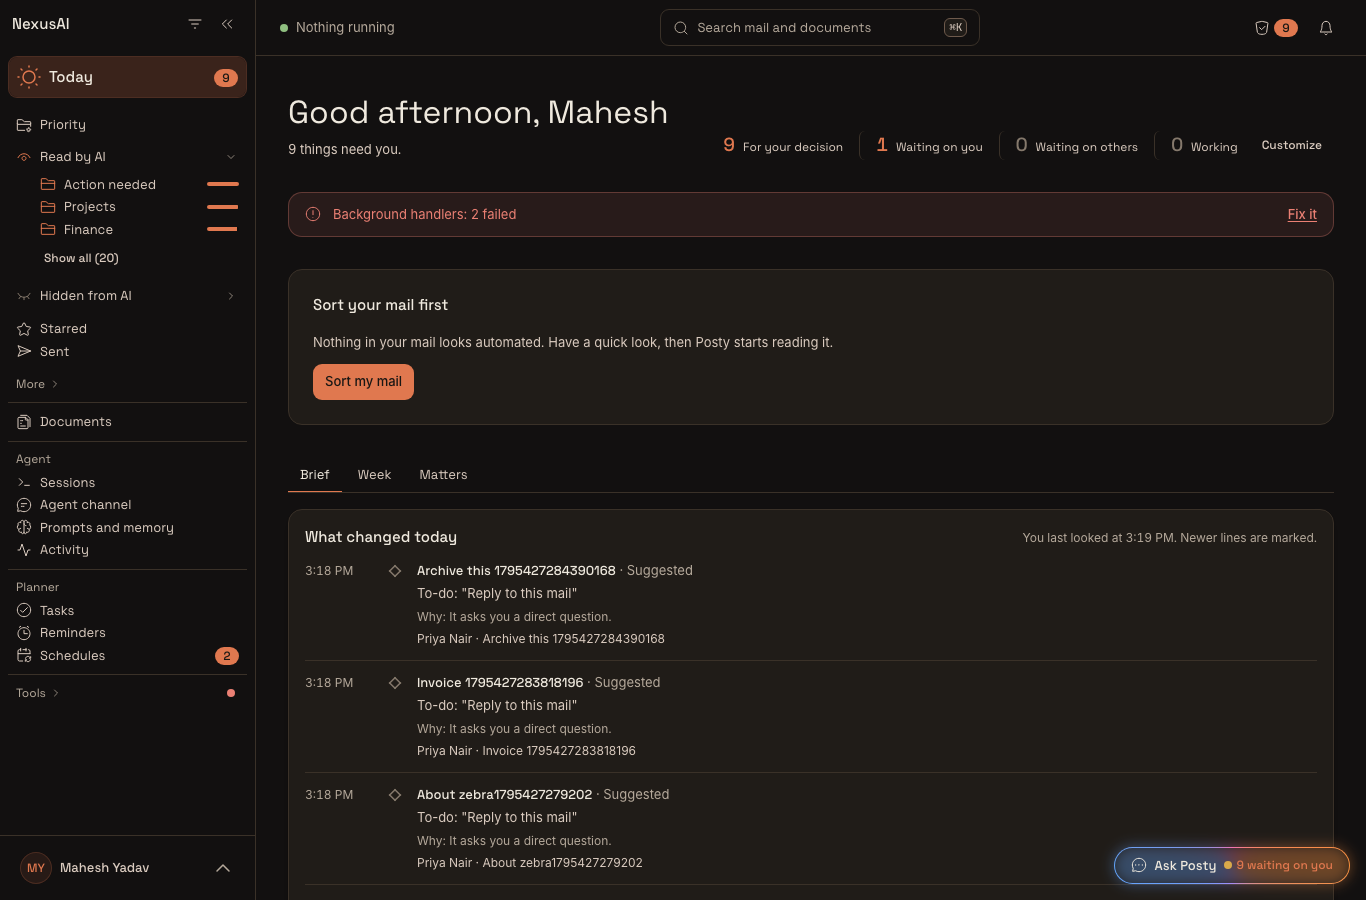 NexusAI
Nothing running
Search mail and documents
⌘K
9
Today
9
Priority
Read by AI
Action needed
Projects
Finance
Show all (20)
Hidden from AI
Starred
Sent
More
Documents
Agent
Sessions
Agent channel
Prompts and memory
Activity
Planner
Tasks
Reminders
Schedules
2
Tools
MY
Mahesh Yadav
Good afternoon, Mahesh
9 things need you.
9 For your decision
1 Waiting on you
0 Waiting on others
0 Working
Customize
Background handlers: 2 failed
Fix it
Sort your mail first
Nothing in your mail looks automated. Have a quick look, then Posty starts reading it.
Sort my mail
Brief
Week
Matters
What changed today
You last looked at 3:19 PM. Newer lines are marked.
3:18 PM
Archive this 1795427284390168 · Suggested
To-do: "Reply to this mail"
Why: It asks you a direct question.
Priya Nair · Archive this 1795427284390168
3:18 PM
Invoice 1795427283818196 · Suggested
To-do: "Reply to this mail"
Why: It asks you a direct question.
Priya Nair · Invoice 1795427283818196
3:18 PM
About zebra1795427279202 · Suggested
To-do: "Reply to this mail"
Why: It asks you a direct question.
Priya Nair · About zebra1795427279202
Ask Posty
9 waiting on you